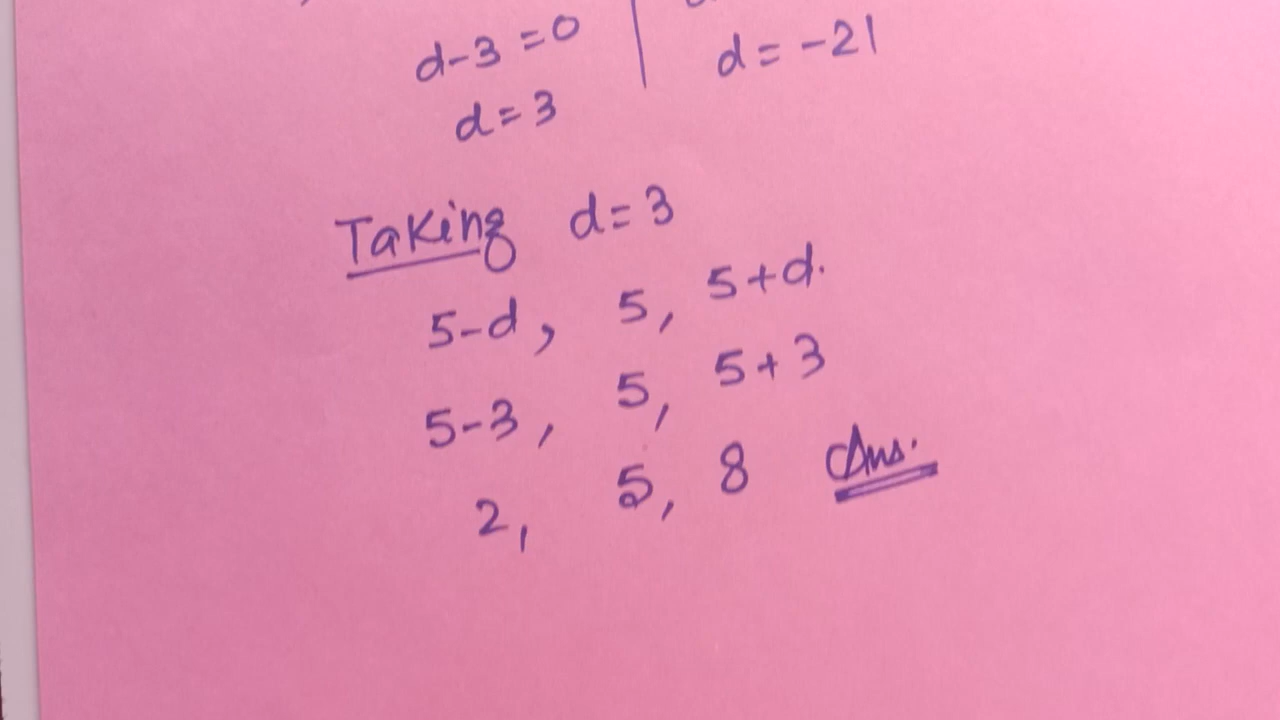 d-3=0
d=3
d=-21
Taking d=3
5-d, 5, 5+d.
5-3, 5, 5+3
2, 5, 8 Ans.